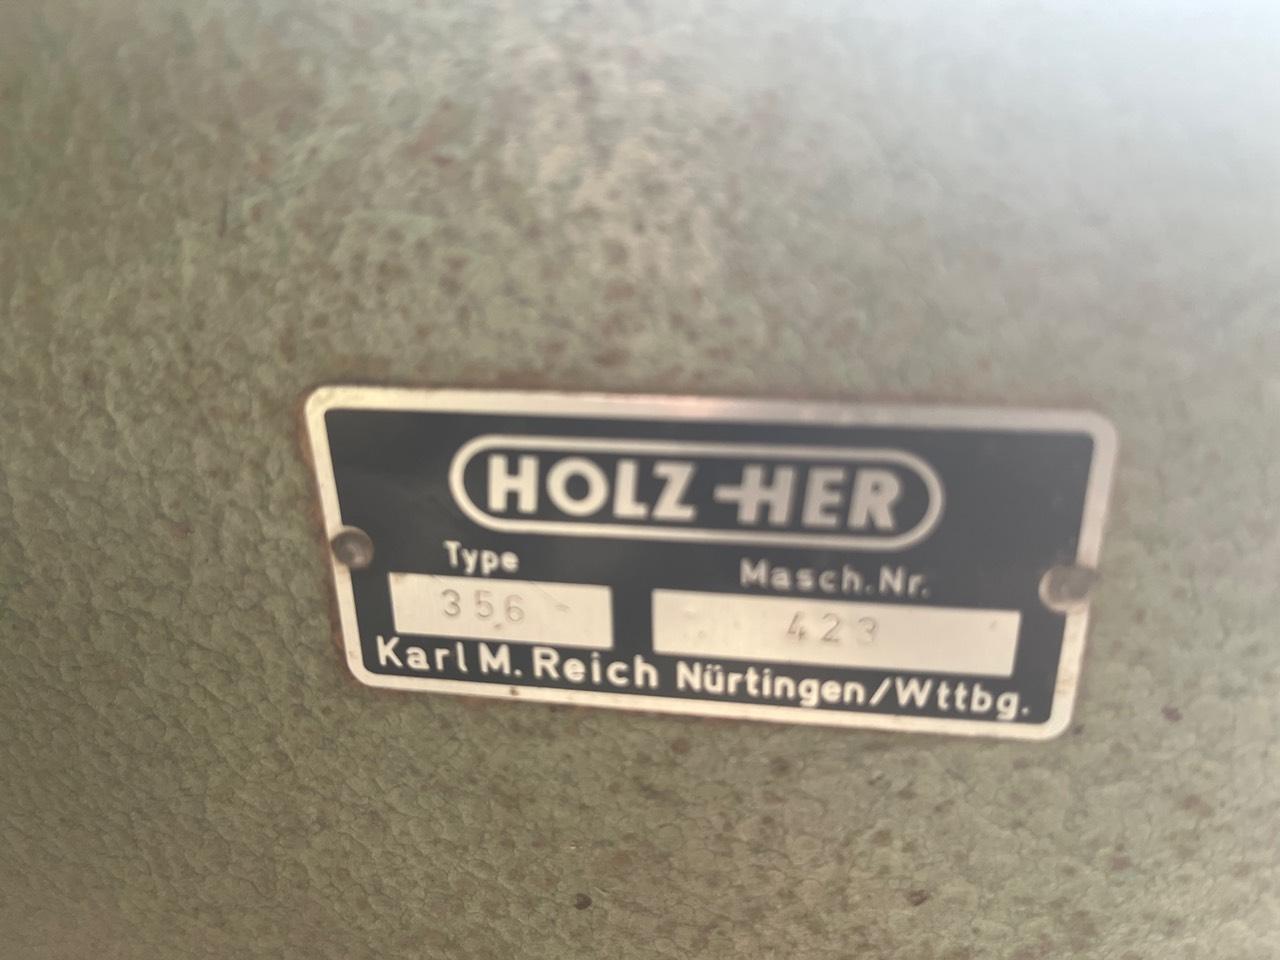 HOLZ-HER
Type Masch.Nr.
356 423
Karl M. Reich Nürtingen/Wttbg.